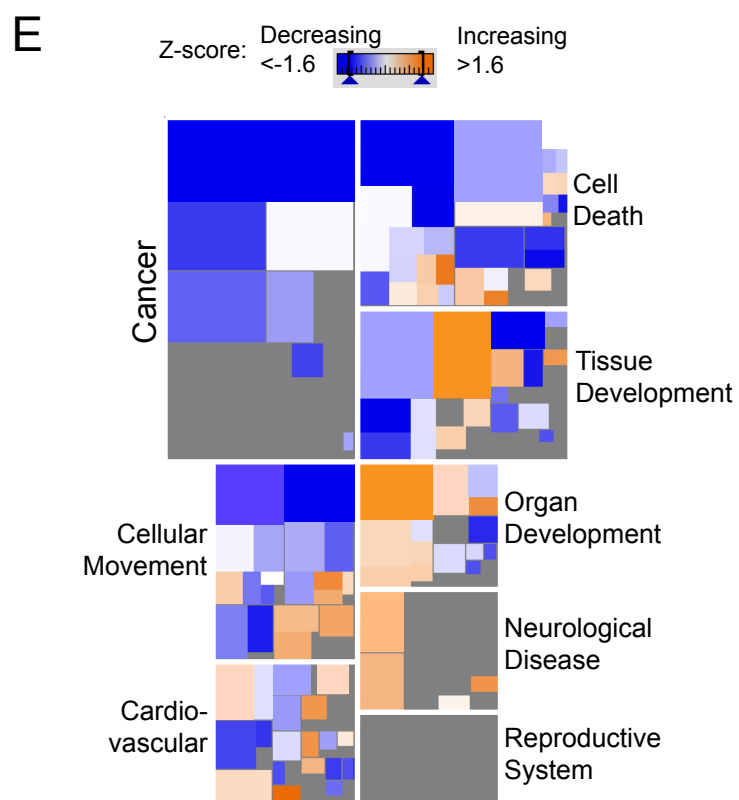 E
Z-score:
Decreasing
<-1.6
Increasing
>1.6
Cancer
Cell
Death
Tissue
Development
Cellular
Movement
Organ
Development
Neurological
Disease
Cardio-
vascular
Reproductive
System